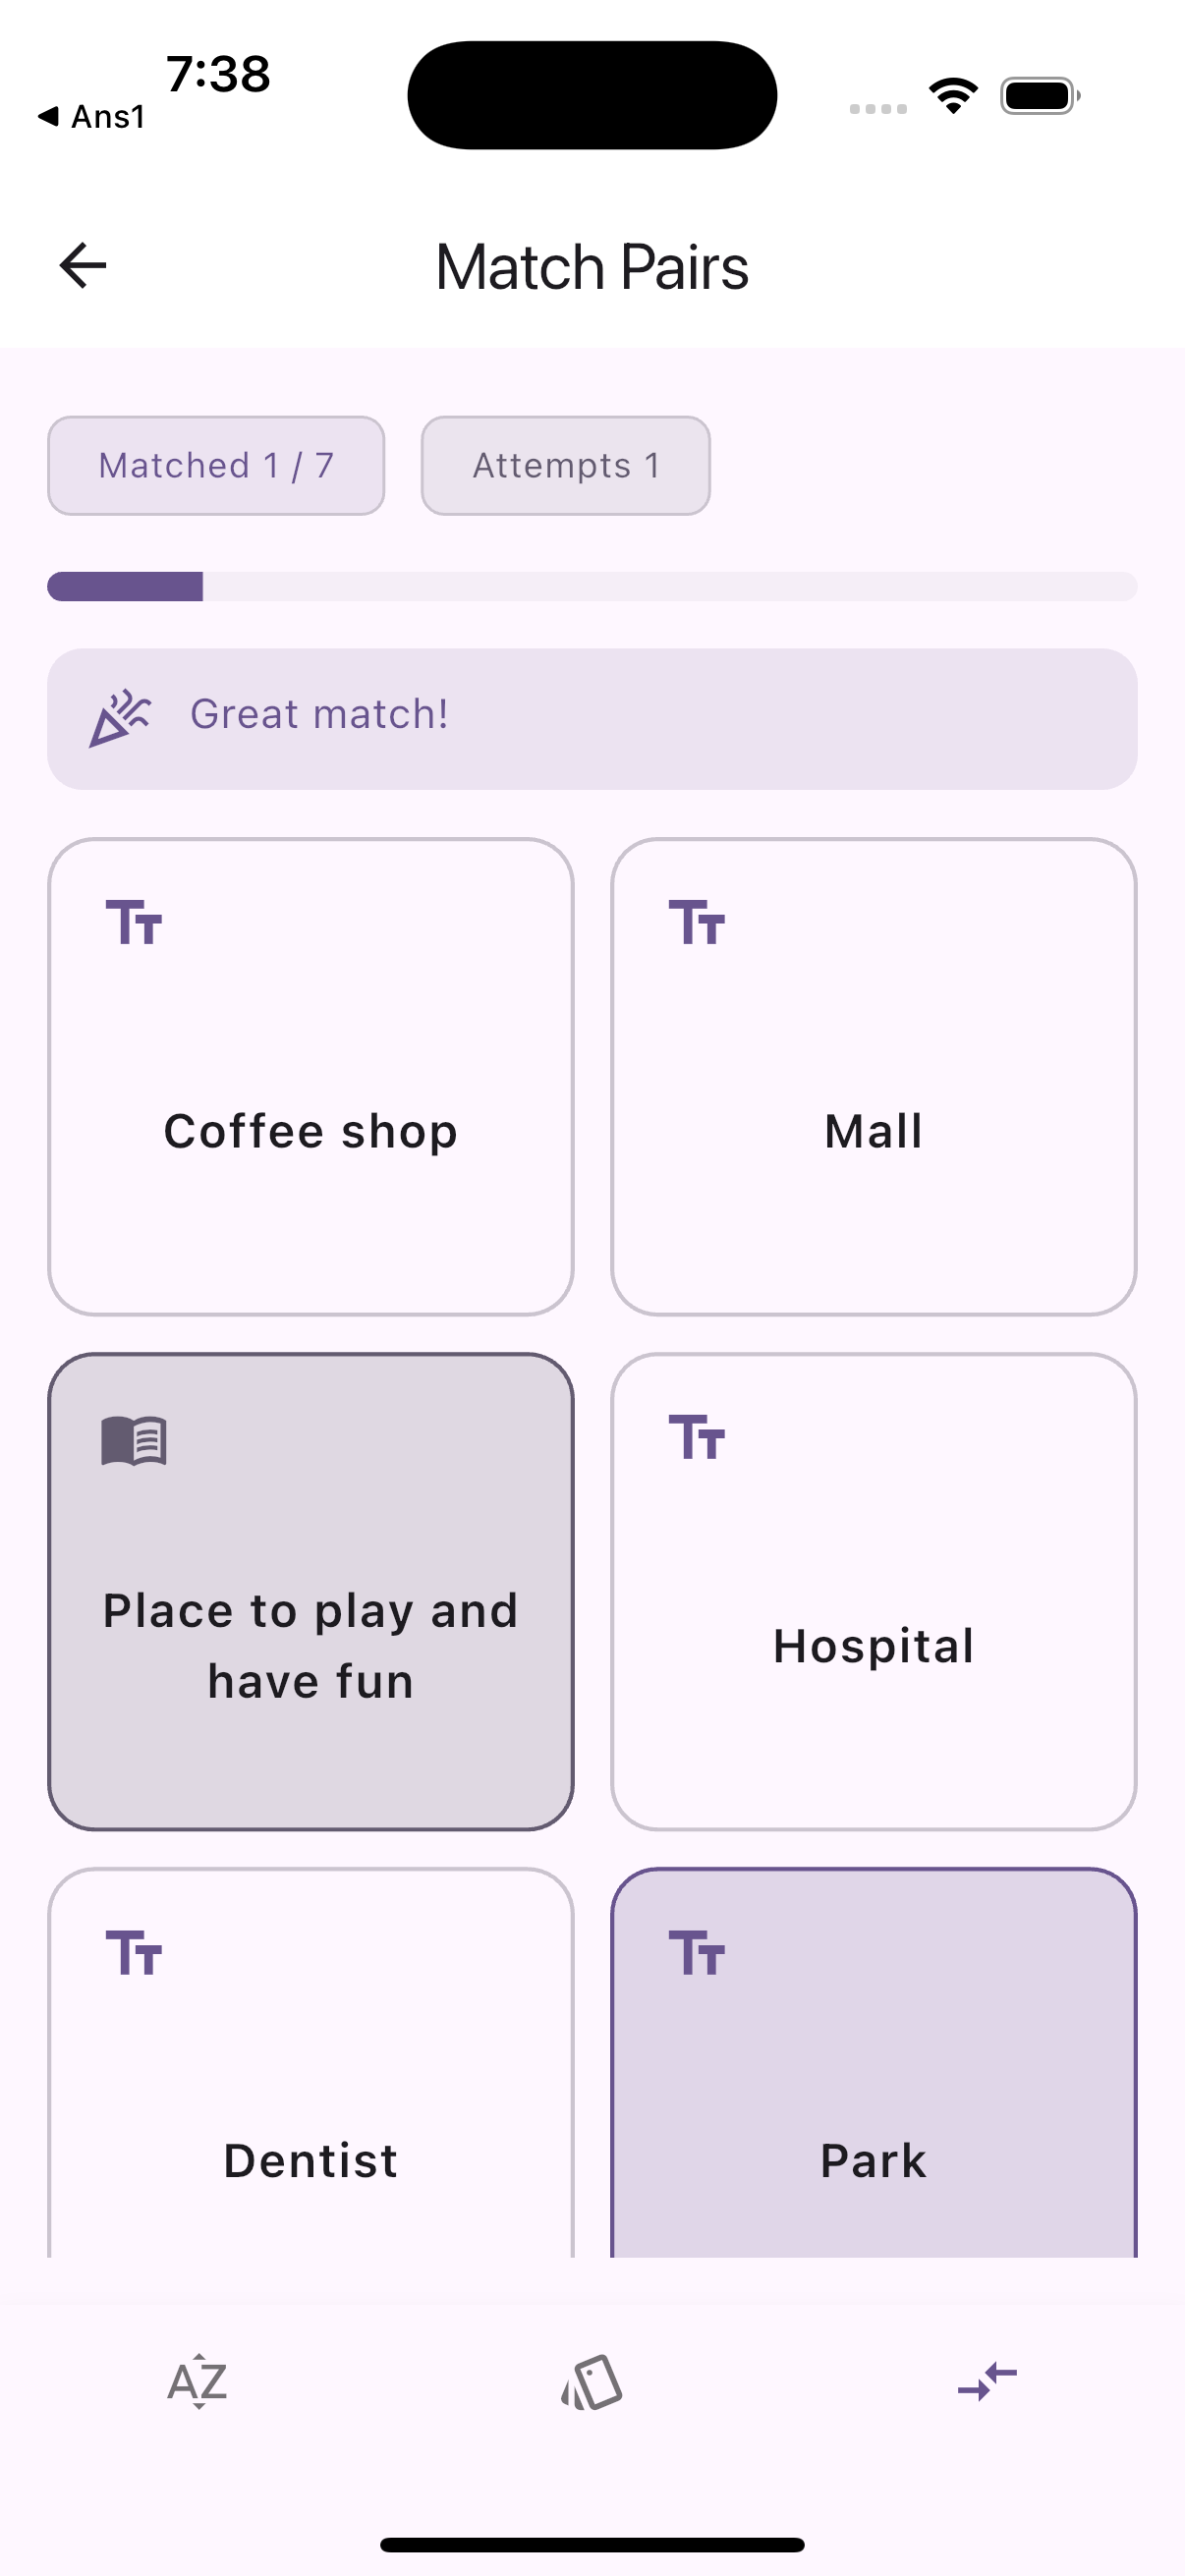 7:38
Ans1
Match Pairs
Matched 1 / 7
Attempts 1
Great match!
Coffee shop
Mall
Place to play and
have fun
Hospital
Dentist
Park
AZ